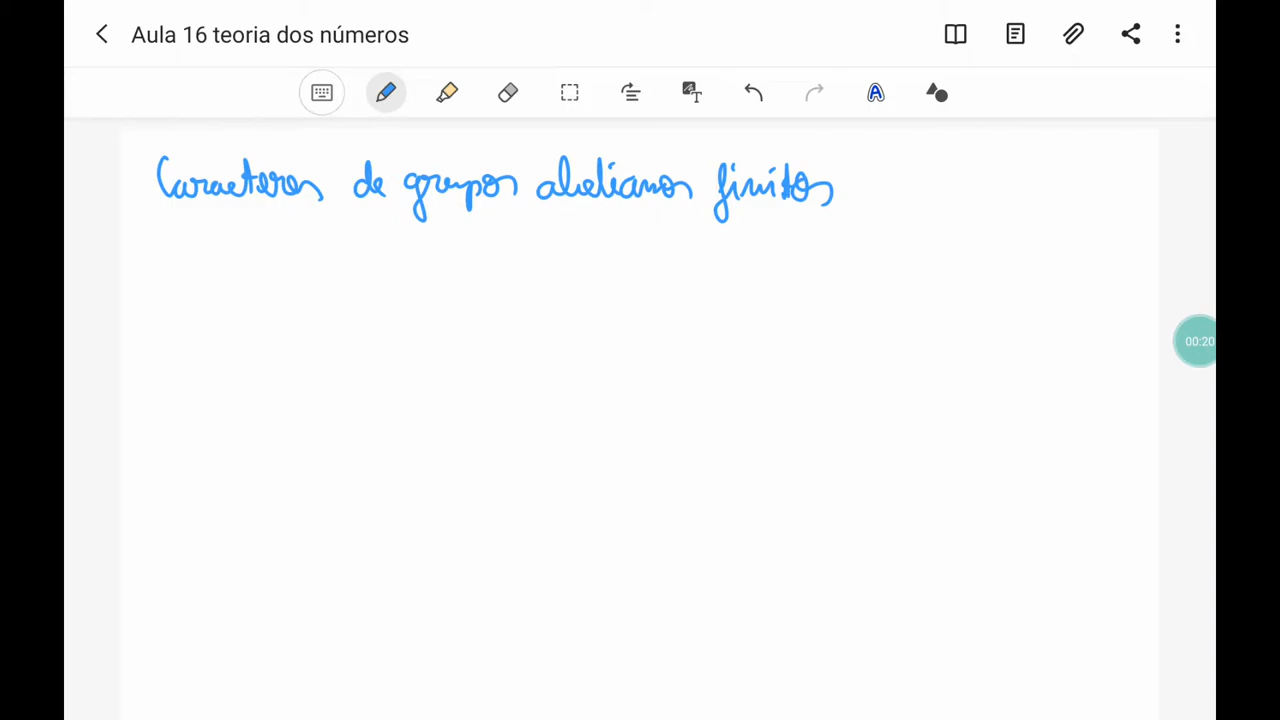 Aula 16 teoria dos números
Caracteres de grupos abelianos finitos
00:20